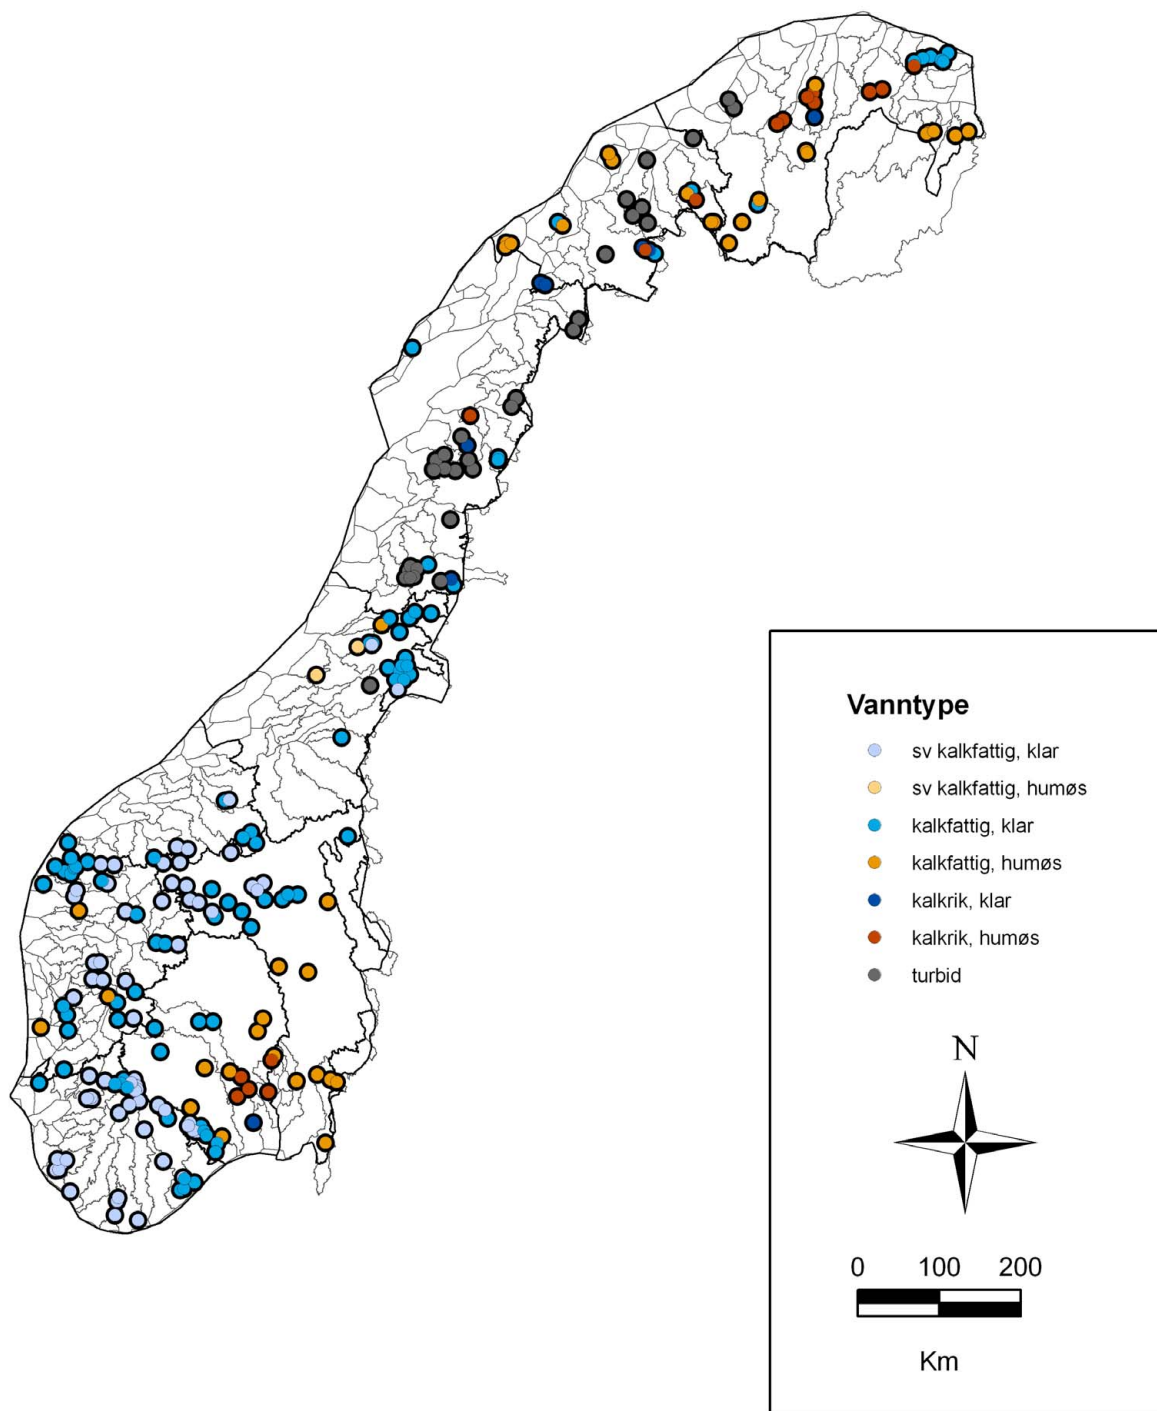 Vanntype
sv kalkfattig, klar
sv kalkfattig, humøs
kalkfattig, klar
kalkfattig, humøs
kalkrik, klar
kalkrik, humøs
turbid
N
0 100 200
Km